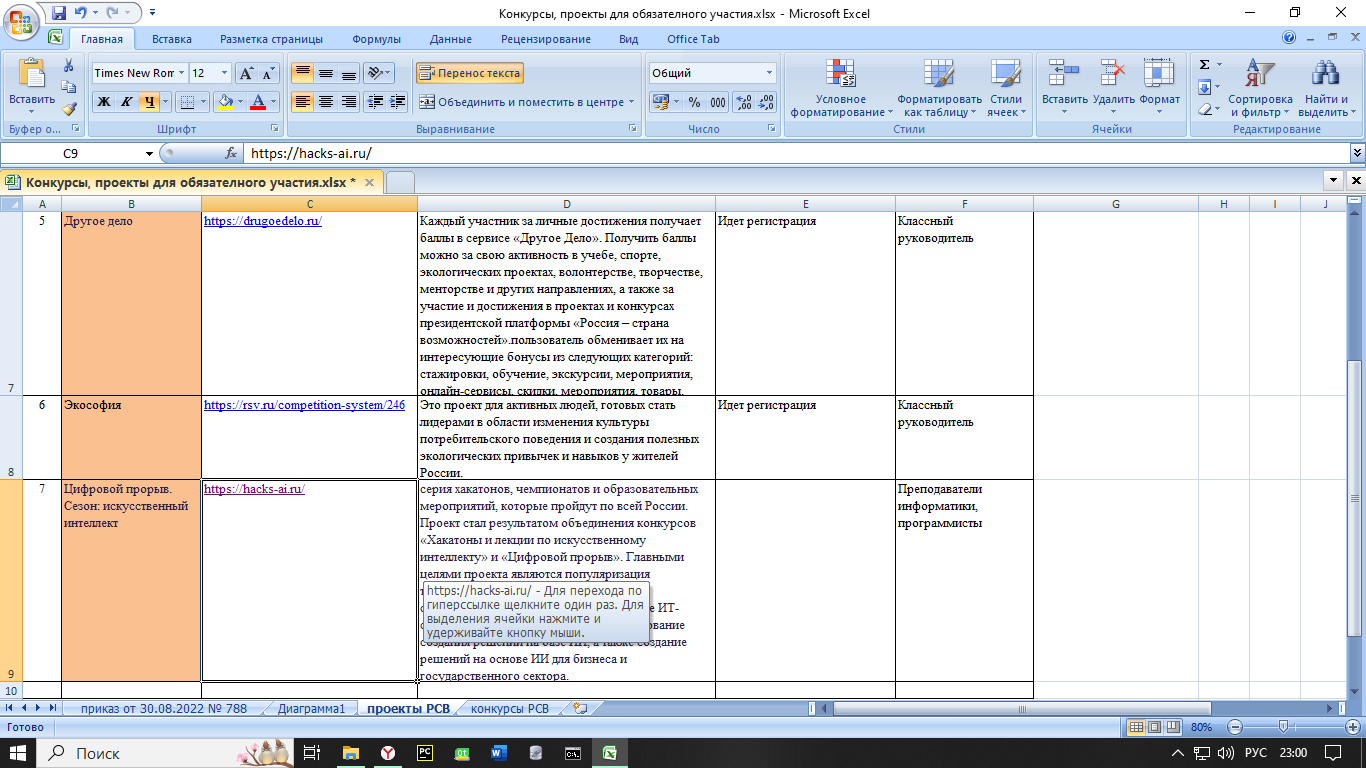 Конкурсы, проекты для обязателного участия.xlsx - Microsoft Excel
Главная Вставка Разметка страницы Формулы Данные Рецензирование Вид Office Tab
Вставить
Буфер о...
Times New Rom 12
Ж К Ч
Шрифт
Перенос текста
Объединить и поместить в центре
Выравнивание
Общий
% 000
Число
Условное форматирование
Форматировать как таблицу
Стили ячеек
Стили
Вставить Удалить Формат
Ячейки
Сортировка и фильтр
Найти и выделить
Редактирование
C9 fx https://hacks-ai.ru/
Конкурсы, проекты для обязателного участия.xlsx *
A B C D E F G H I J
7
5
Другое дело
https://drugoedelo.ru/
Каждый участник за личные достижения получает
баллы в сервисе «Другое Дело». Получить баллы
можно за свою активность в учебе, спорте,
экологических проектах, волонтерстве, творчестве,
менторстве и других направлениях, а также за
участие и достижения в проектах и конкурсах
президентской платформы «Россия – страна
возможностей».пользователь обменивает их на
интересующие бонусы из следующих категорий:
стажировки, обучение, экскурсии, мероприятия,
онлайн-сервисы, скидки, мероприятия, товары.
Идет регистрация
Классный
руководитель
8
6
Экософия
https://rsv.ru/competition-system/246
Это проект для активных людей, готовых стать
лидерами в области изменения культуры
потребительского поведения и создания полезных
экологических привычек и навыков у жителей
России.
Идет регистрация
Классный
руководитель
9
7
Цифровой прорыв.
Сезон: искусственный
интеллект
https://hacks-ai.ru/
серия хакатонов, чемпионатов и образовательных
мероприятий, которые пройдут по всей России.
Проект стал результатом объединения конкурсов
«Хакатоны и лекции по искусственному
интеллекту» и «Цифровой прорыв». Главными
целями проекта являются популяризация
https://hacks-ai.ru/ - Для перехода по
гиперссылке щелкните один раз. Для
выделения ячейки нажмите и
удерживайте кнопку мыши.
е ИТ-
создания решений на базе ИИ, а также создание
решений на основе ИИ для бизнеса и
государственного сектора.
Преподаватели
информатики,
программисты
10
приказ от 30.08.2022 № 788 Диаграмма1 проекты РСВ конкурсы РСВ
Готово 80%
Поиск
РУС 23:00